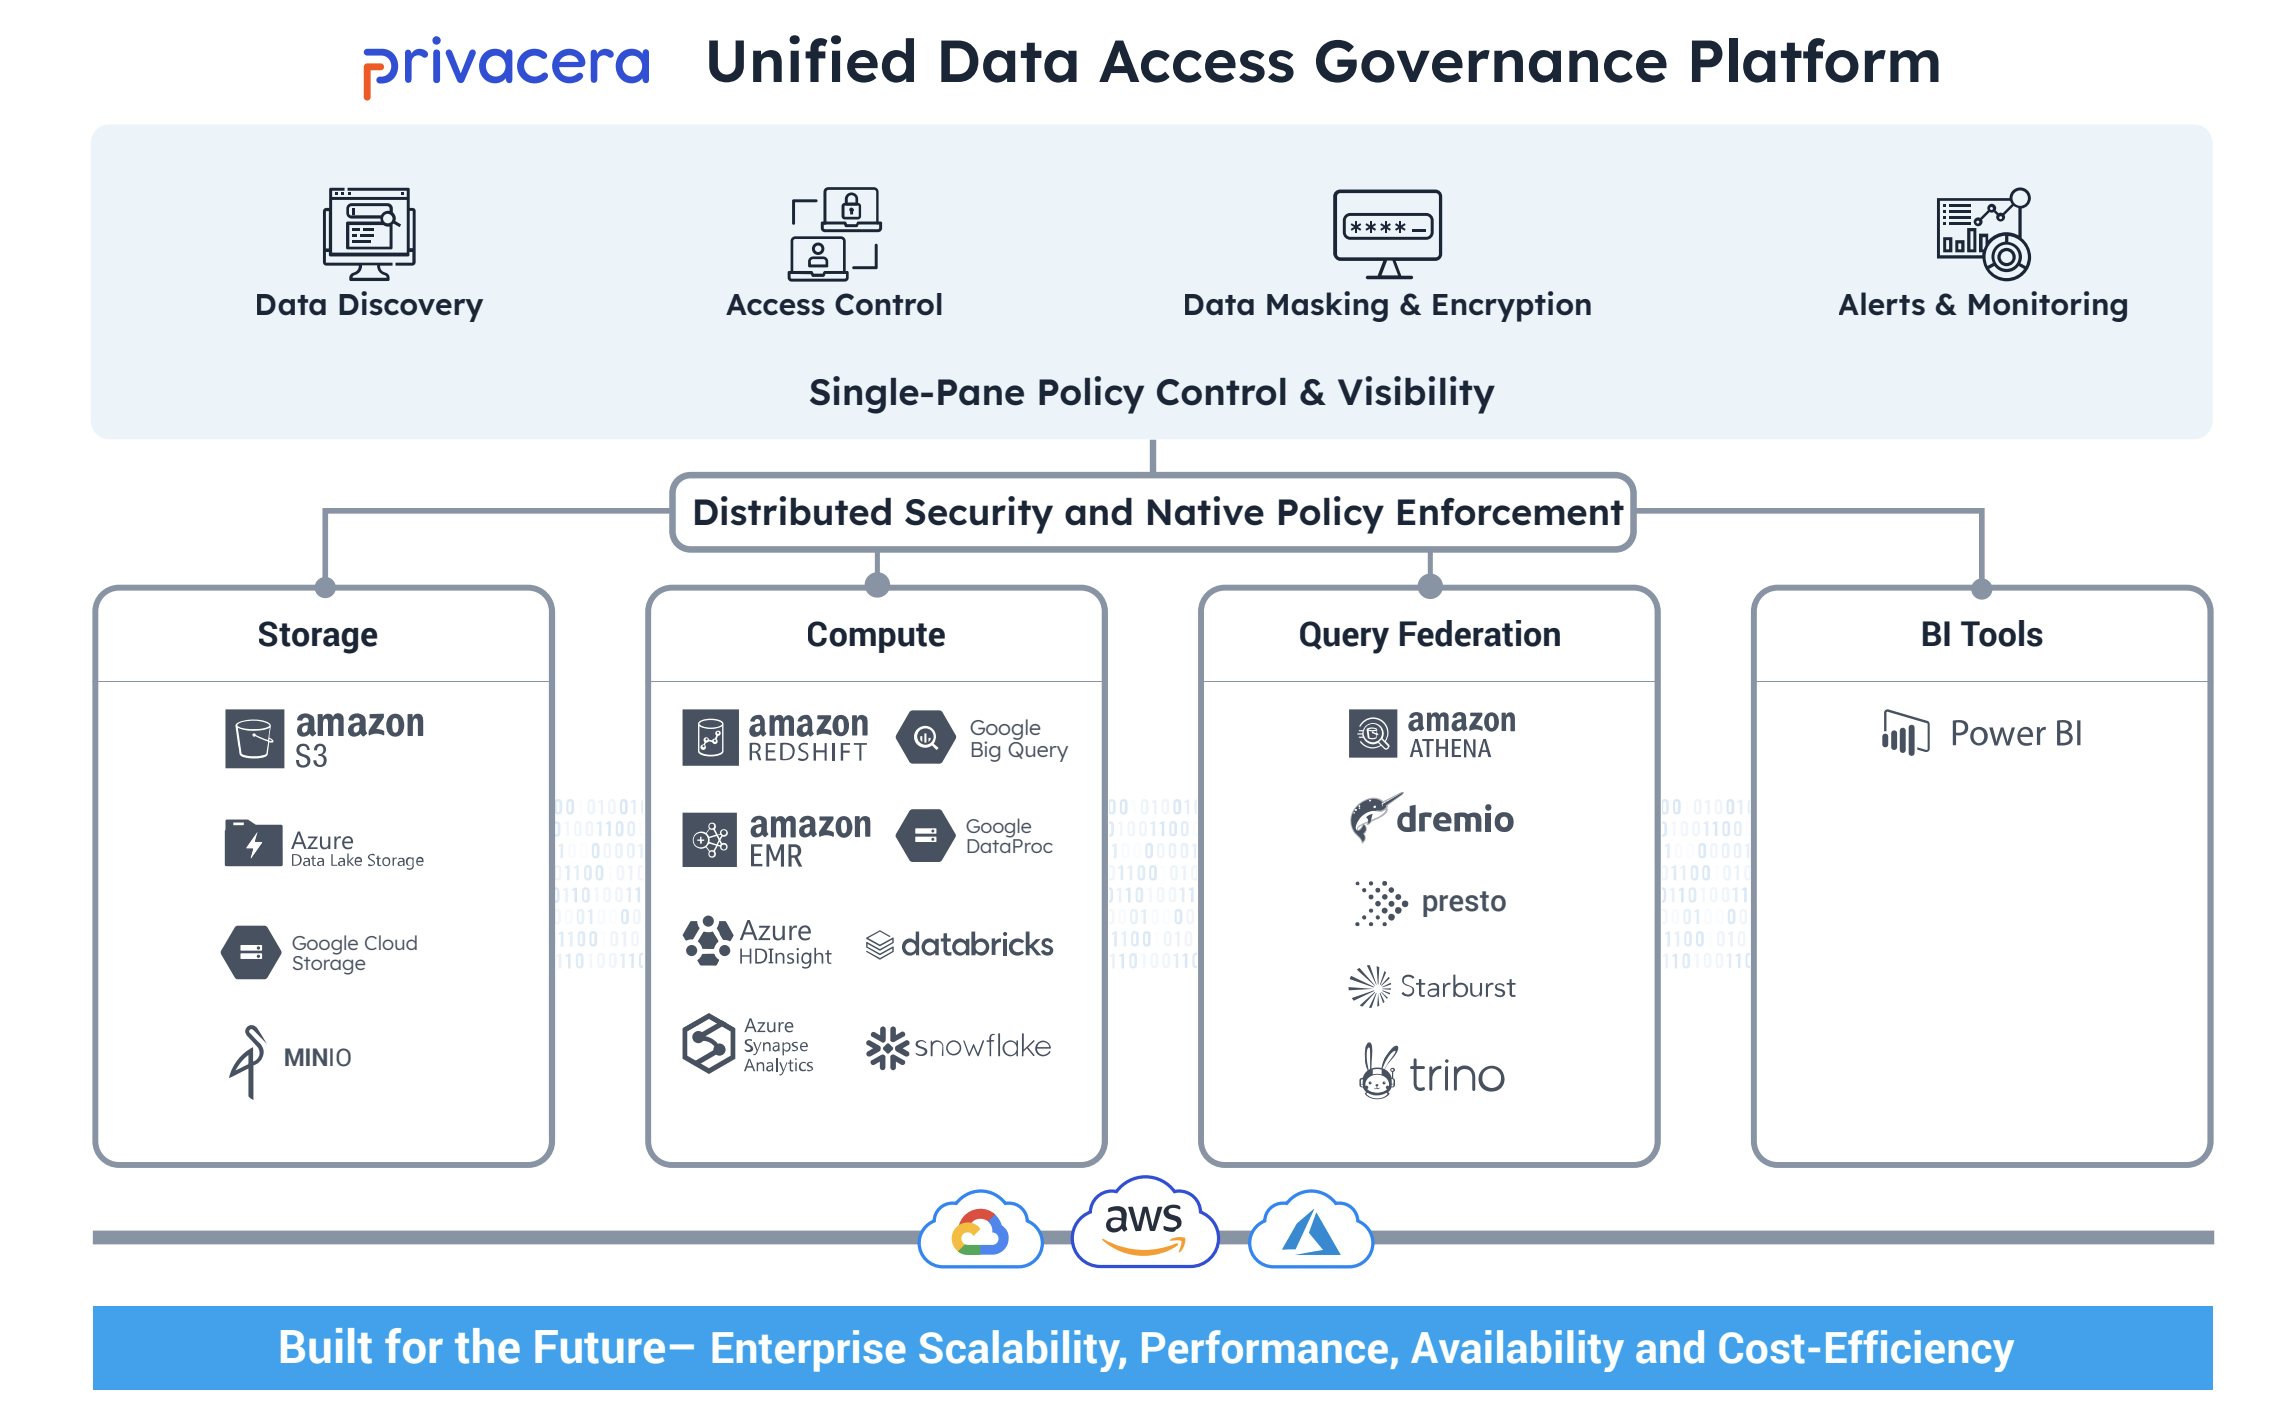 privacera Unified Data Access Governance Platform
Data Discovery
Access Control
****_
Data Masking & Encryption
Alerts & Monitoring
Single-Pane Policy Control & Visibility
Distributed Security and Native Policy Enforcement
Storage
amazon
S3
Azure
Data Lake Storage
Google Cloud
Storage
MINIO
Compute
amazon
REDSHIFT
Google
Big Query
amazon
EMR
Google
DataProc
Azure
HDInsight
databricks
Azure
Synapse
Analytics
snowflake
Query Federation
amazon
ATHENA
dremio
presto
Starburst
trino
BI Tools
Power BI
aws
Built for the Future– Enterprise Scalability, Performance, Availability and Cost-Efficiency